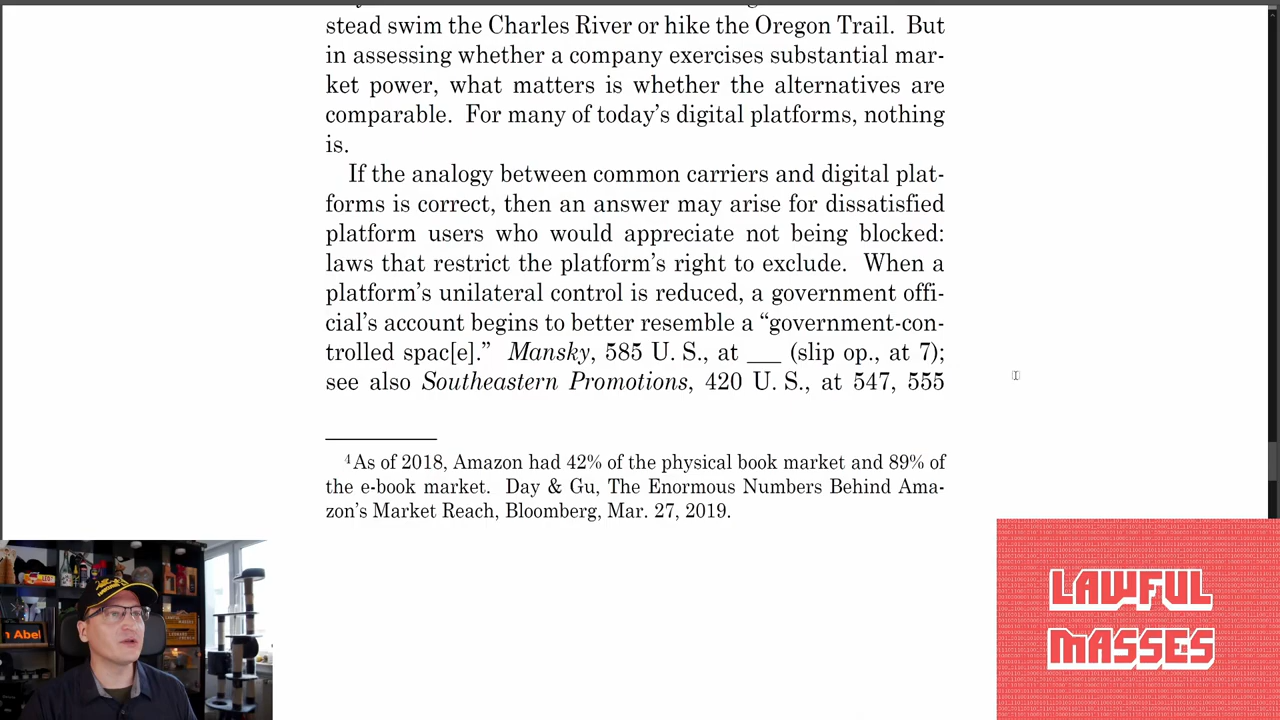 stead swim the Charles River or hike the Oregon Trail. But
in assessing whether a company exercises substantial mar-
ket power, what matters is whether the alternatives are
comparable. For many of today's digital platforms, nothing
is.
If the analogy between common carriers and digital plat-
forms is correct, then an answer may arise for dissatisfied
platform users who would appreciate not being blocked:
laws that restrict the platform's right to exclude. When a
platform's unilateral control is reduced, a government offi-
cial's account begins to better resemble a “government-con-
trolled spac[e].” Mansky, 585 U. S., at ___ (slip op., at 7);
see also Southeastern Promotions, 420 U. S., at 547, 555
4 As of 2018, Amazon had 42% of the physical book market and 89% of
the e-book market. Day & Gu, The Enormous Numbers Behind Ama-
zon's Market Reach, Bloomberg, Mar. 27, 2019.
n Abel
LAWFUL
MASSES